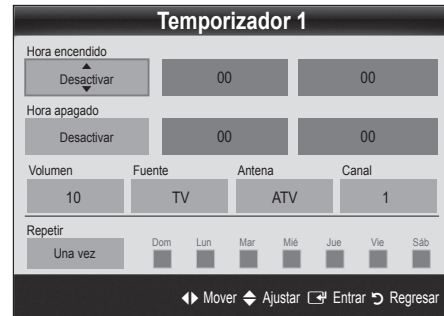 Temporizador 1
Hora encendido
Desactivar 00 00
Hora apagado
Desactivar 00 00
Volumen Fuente Antena Canal
10 TV ATV 1
Repetir
Una vez Dom Lun Mar Mié Jue Vie Sáb
Mover Ajustar Entrar Regresar